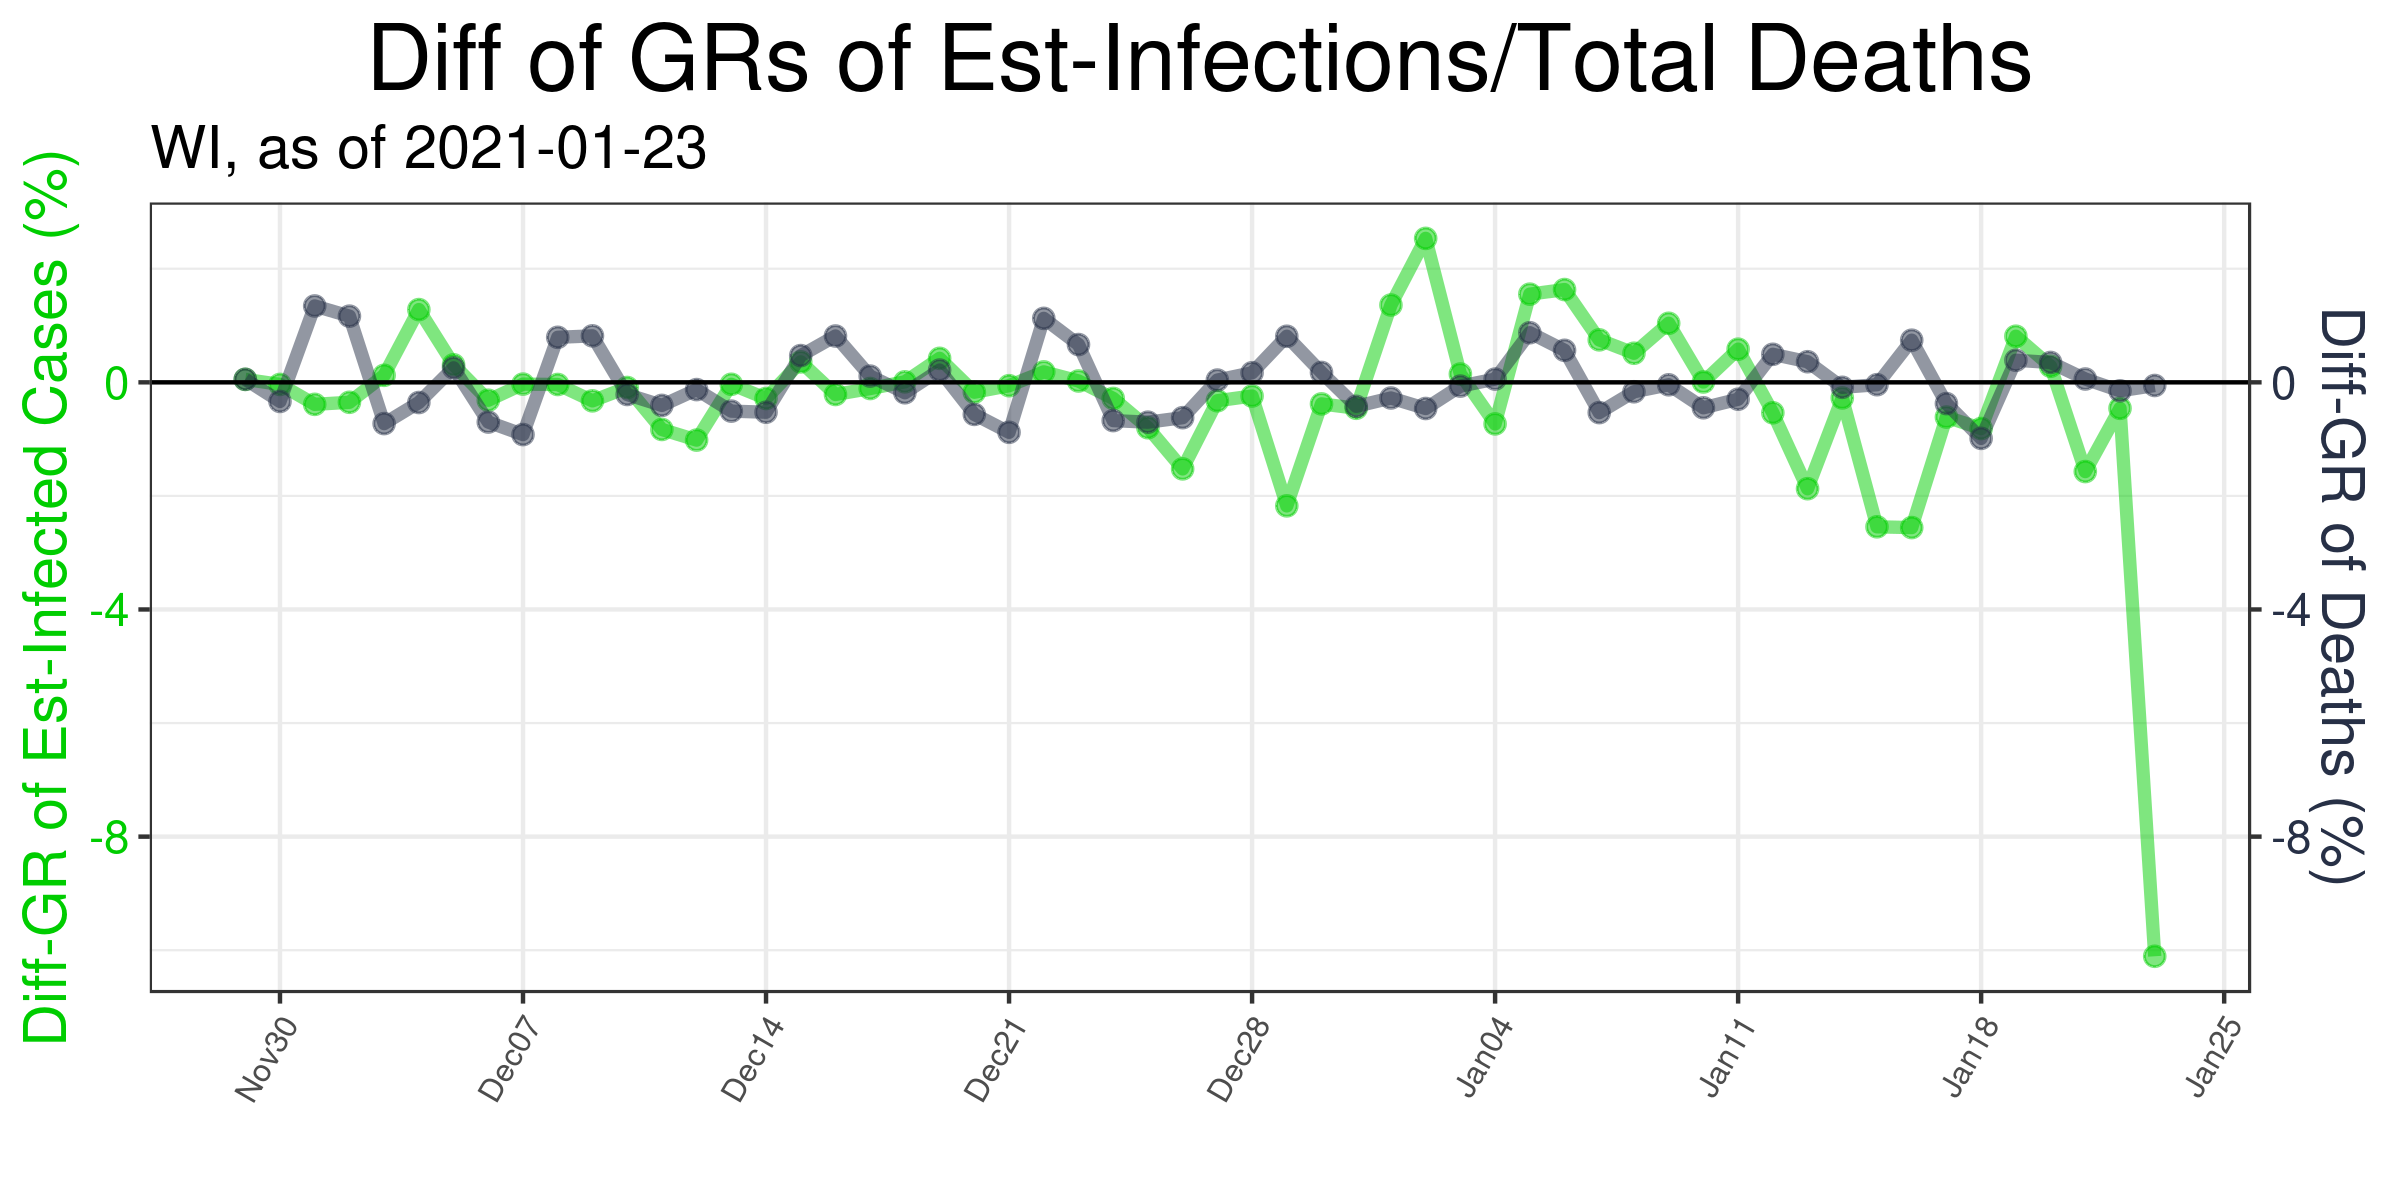 Diff of GRs of Est-Infections/Total Deaths
WI, as of 2021-01-23
Diff-GR of Est-Infected Cases (%)
0
-4
-8
0
-4
-8
Diff-GR of Deaths (%)
Nov30
Dec07
Dec14
Dec21
Dec28
Jan04
Jan11
Jan18
Jan25